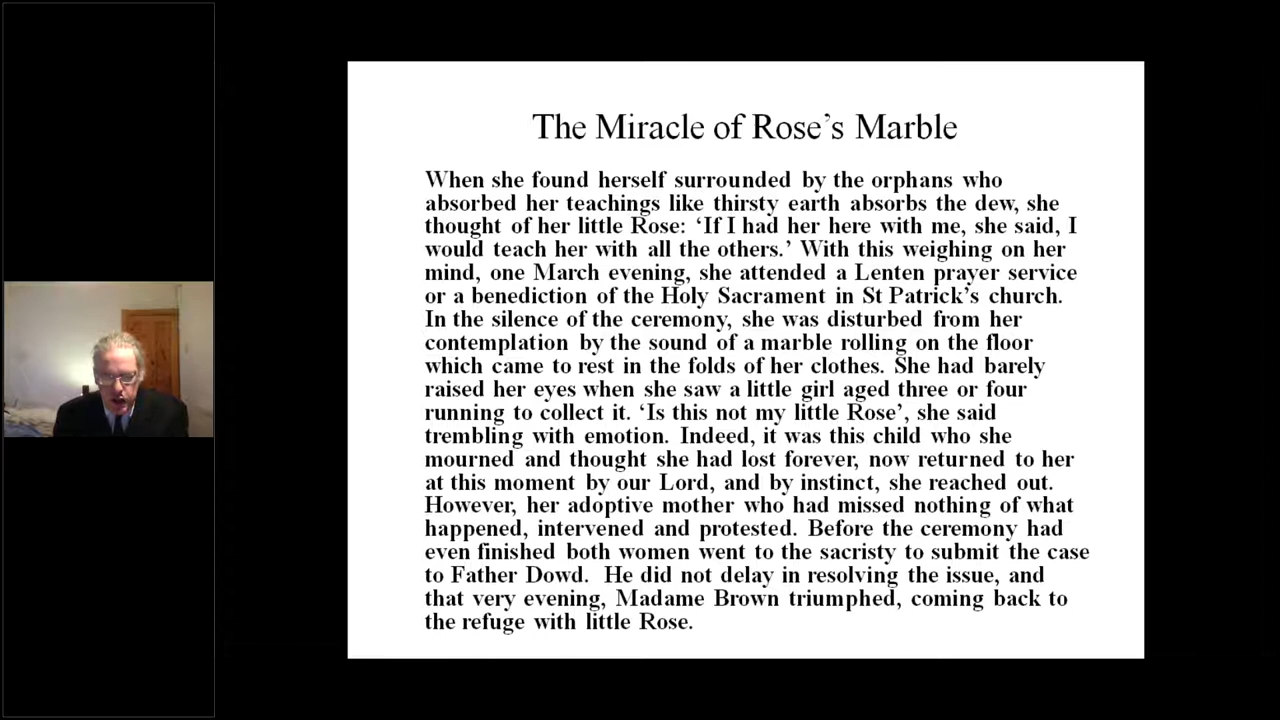 The Miracle of Rose’s Marble
When she found herself surrounded by the orphans who
absorbed her teachings like thirsty earth absorbs the dew, she
thought of her little Rose: ‘If I had her here with me, she said, I
would teach her with all the others.’ With this weighing on her
mind, one March evening, she attended a Lenten prayer service
or a benediction of the Holy Sacrament in St Patrick’s church.
In the silence of the ceremony, she was disturbed from her
contemplation by the sound of a marble rolling on the floor
which came to rest in the folds of her clothes. She had barely
raised her eyes when she saw a little girl aged three or four
running to collect it. ‘Is this not my little Rose’, she said
trembling with emotion. Indeed, it was this child who she
mourned and thought she had lost forever, now returned to her
at this moment by our Lord, and by instinct, she reached out.
However, her adoptive mother who had missed nothing of what
happened, intervened and protested. Before the ceremony had
even finished both women went to the sacristy to submit the case
to Father Dowd. He did not delay in resolving the issue, and
that very evening, Madame Brown triumphed, coming back to
the refuge with little Rose.